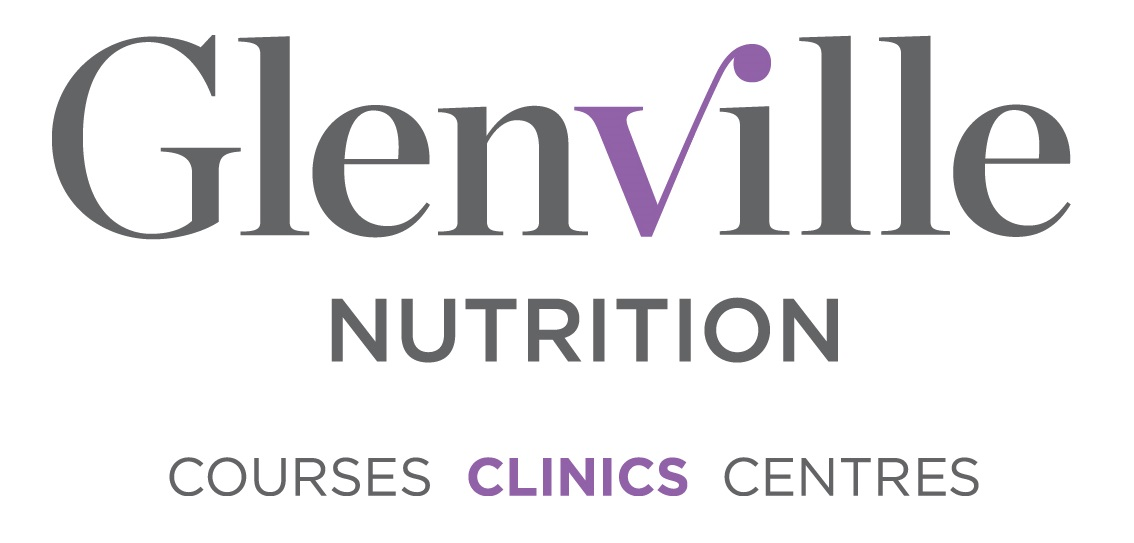 Glenville
NUTRITION
COURSES CLINICS CENTRES